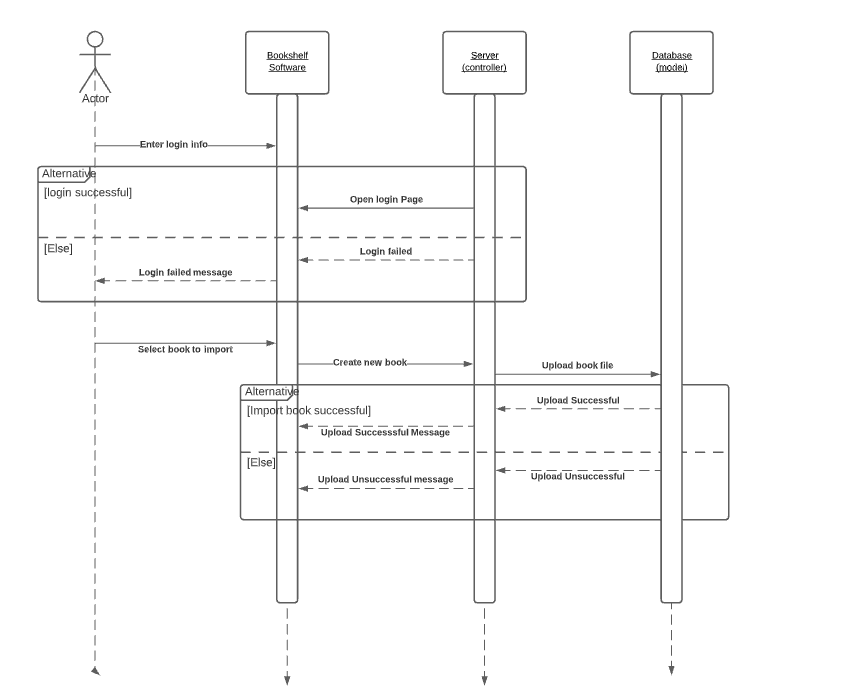 Bookshelf
Software
Server
(controller)
Database
(model)
Actor
Enter login info
Alternative
[login successful]
Open login Page
[Else]
Login failed
Login failed message
Select book to import
Create new book
Upload book file
Alternative
[Import book successful]
Upload Successful
Upload Successsful Message
[Else]
Upload Unsuccessful
Upload Unsuccessful message